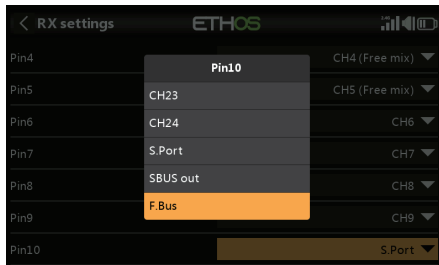 RX settings
ETHOS
Pin4 CH4 (Free mix)
Pin5 CH5 (Free mix)
Pin6 CH6
Pin7 CH7
Pin8 CH8
Pin9 CH9
Pin10 S.Port
Pin10
CH23
CH24
S.Port
SBUS out
F.Bus